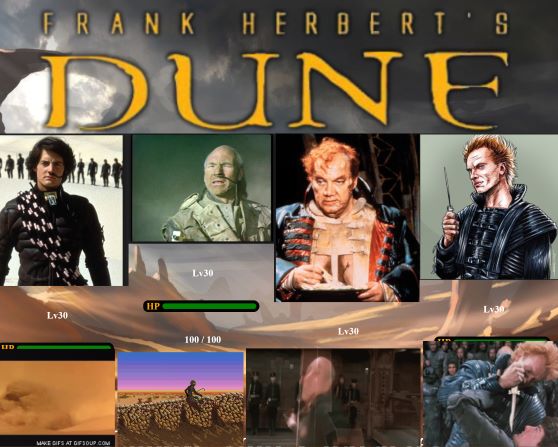 FRANK HERBERT'S
DUNE
Lv30
HP
Lv30
Lv30
Lv30
100 / 100
HP
MAKE GIFS AT GIFSOUP.COM